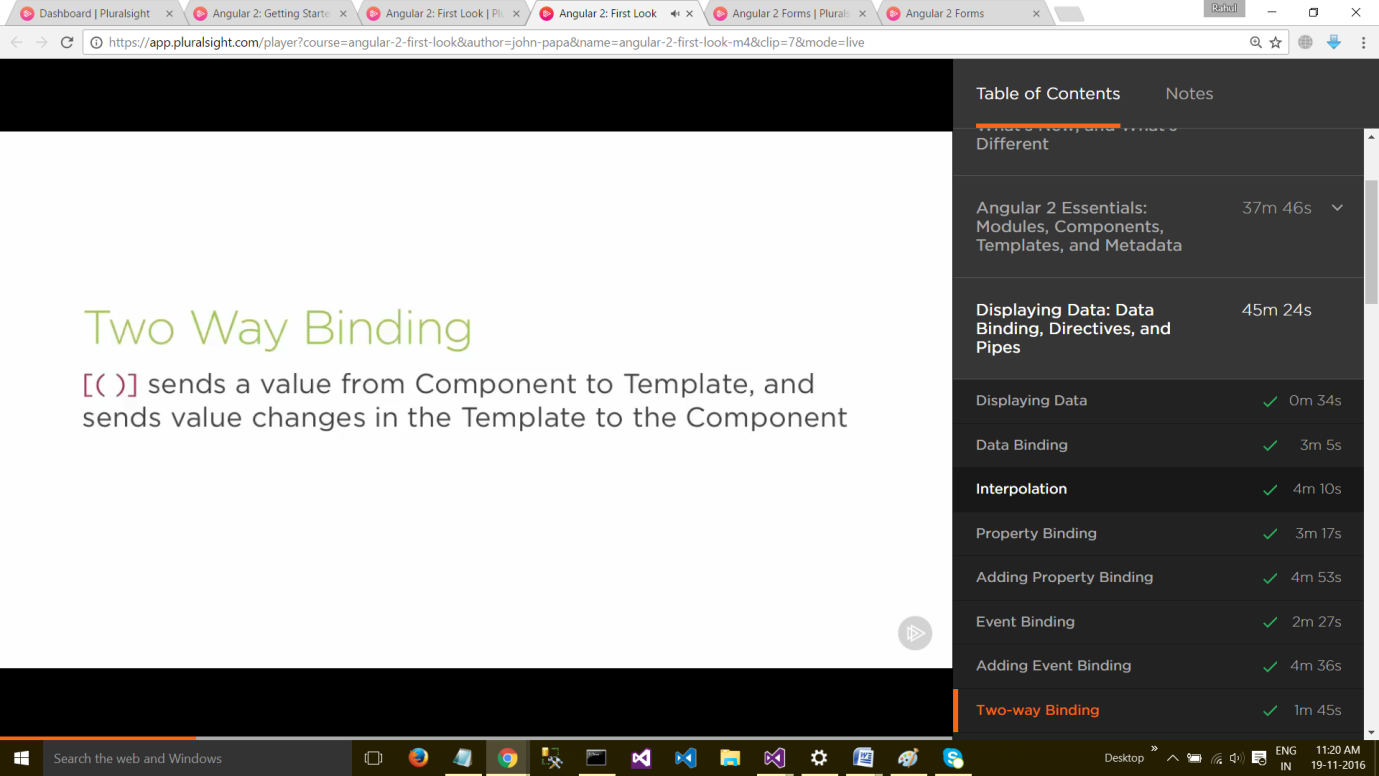 Dashboard | Pluralsight
Angular 2: Getting Starte
Angular 2: First Look | Pl
Angular 2: First Look
Angular 2 Forms | Plurals
Angular 2 Forms
Rahul
https://app.pluralsight.com/player?course=angular-2-first-look&author=john-papa&name=angular-2-first-look-m4&clip=7&mode=live
Two Way Binding
[( )] sends a value from Component to Template, and
sends value changes in the Template to the Component
Table of Contents
Notes
What's New, and What's
Different
Angular 2 Essentials:
Modules, Components,
Templates, and Metadata
37m 46s
Displaying Data: Data
Binding, Directives, and
Pipes
45m 24s
Displaying Data 0m 34s
Data Binding 3m 5s
Interpolation 4m 10s
Property Binding 3m 17s
Adding Property Binding 4m 53s
Event Binding 2m 27s
Adding Event Binding 4m 36s
Two-way Binding 1m 45s
Search the web and Windows
Desktop
ENG
IN
11:20 AM
19-11-2016